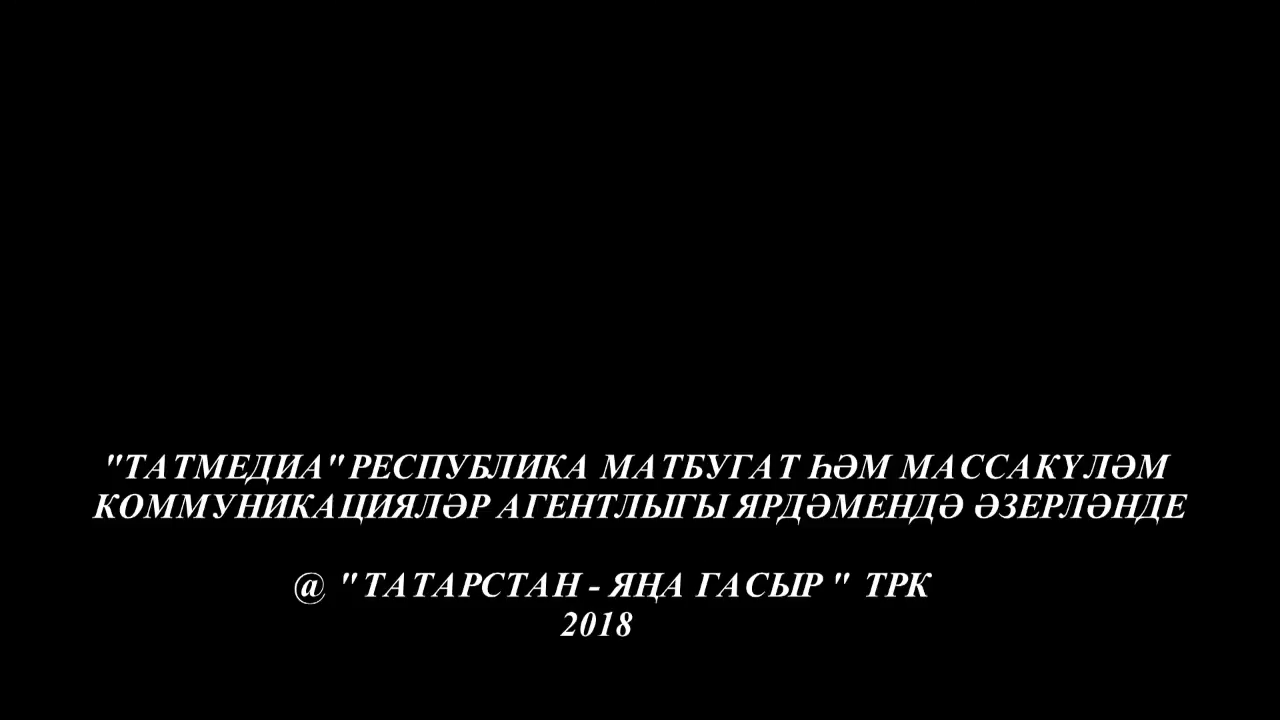 "ТАТМЕДИА" РЕСПУБЛИКА МАТБУГАТ ҺӘМ МАССАКҮЛӘМ
КОММУНИКАЦИЯЛӘР АГЕНТЛЫГЫ ЯРДӘМЕНДӘ ӘЗЕРЛӘНДЕ
@ "ТАТАРСТАН - ЯҢА ГАСЫР" ТРК
2018